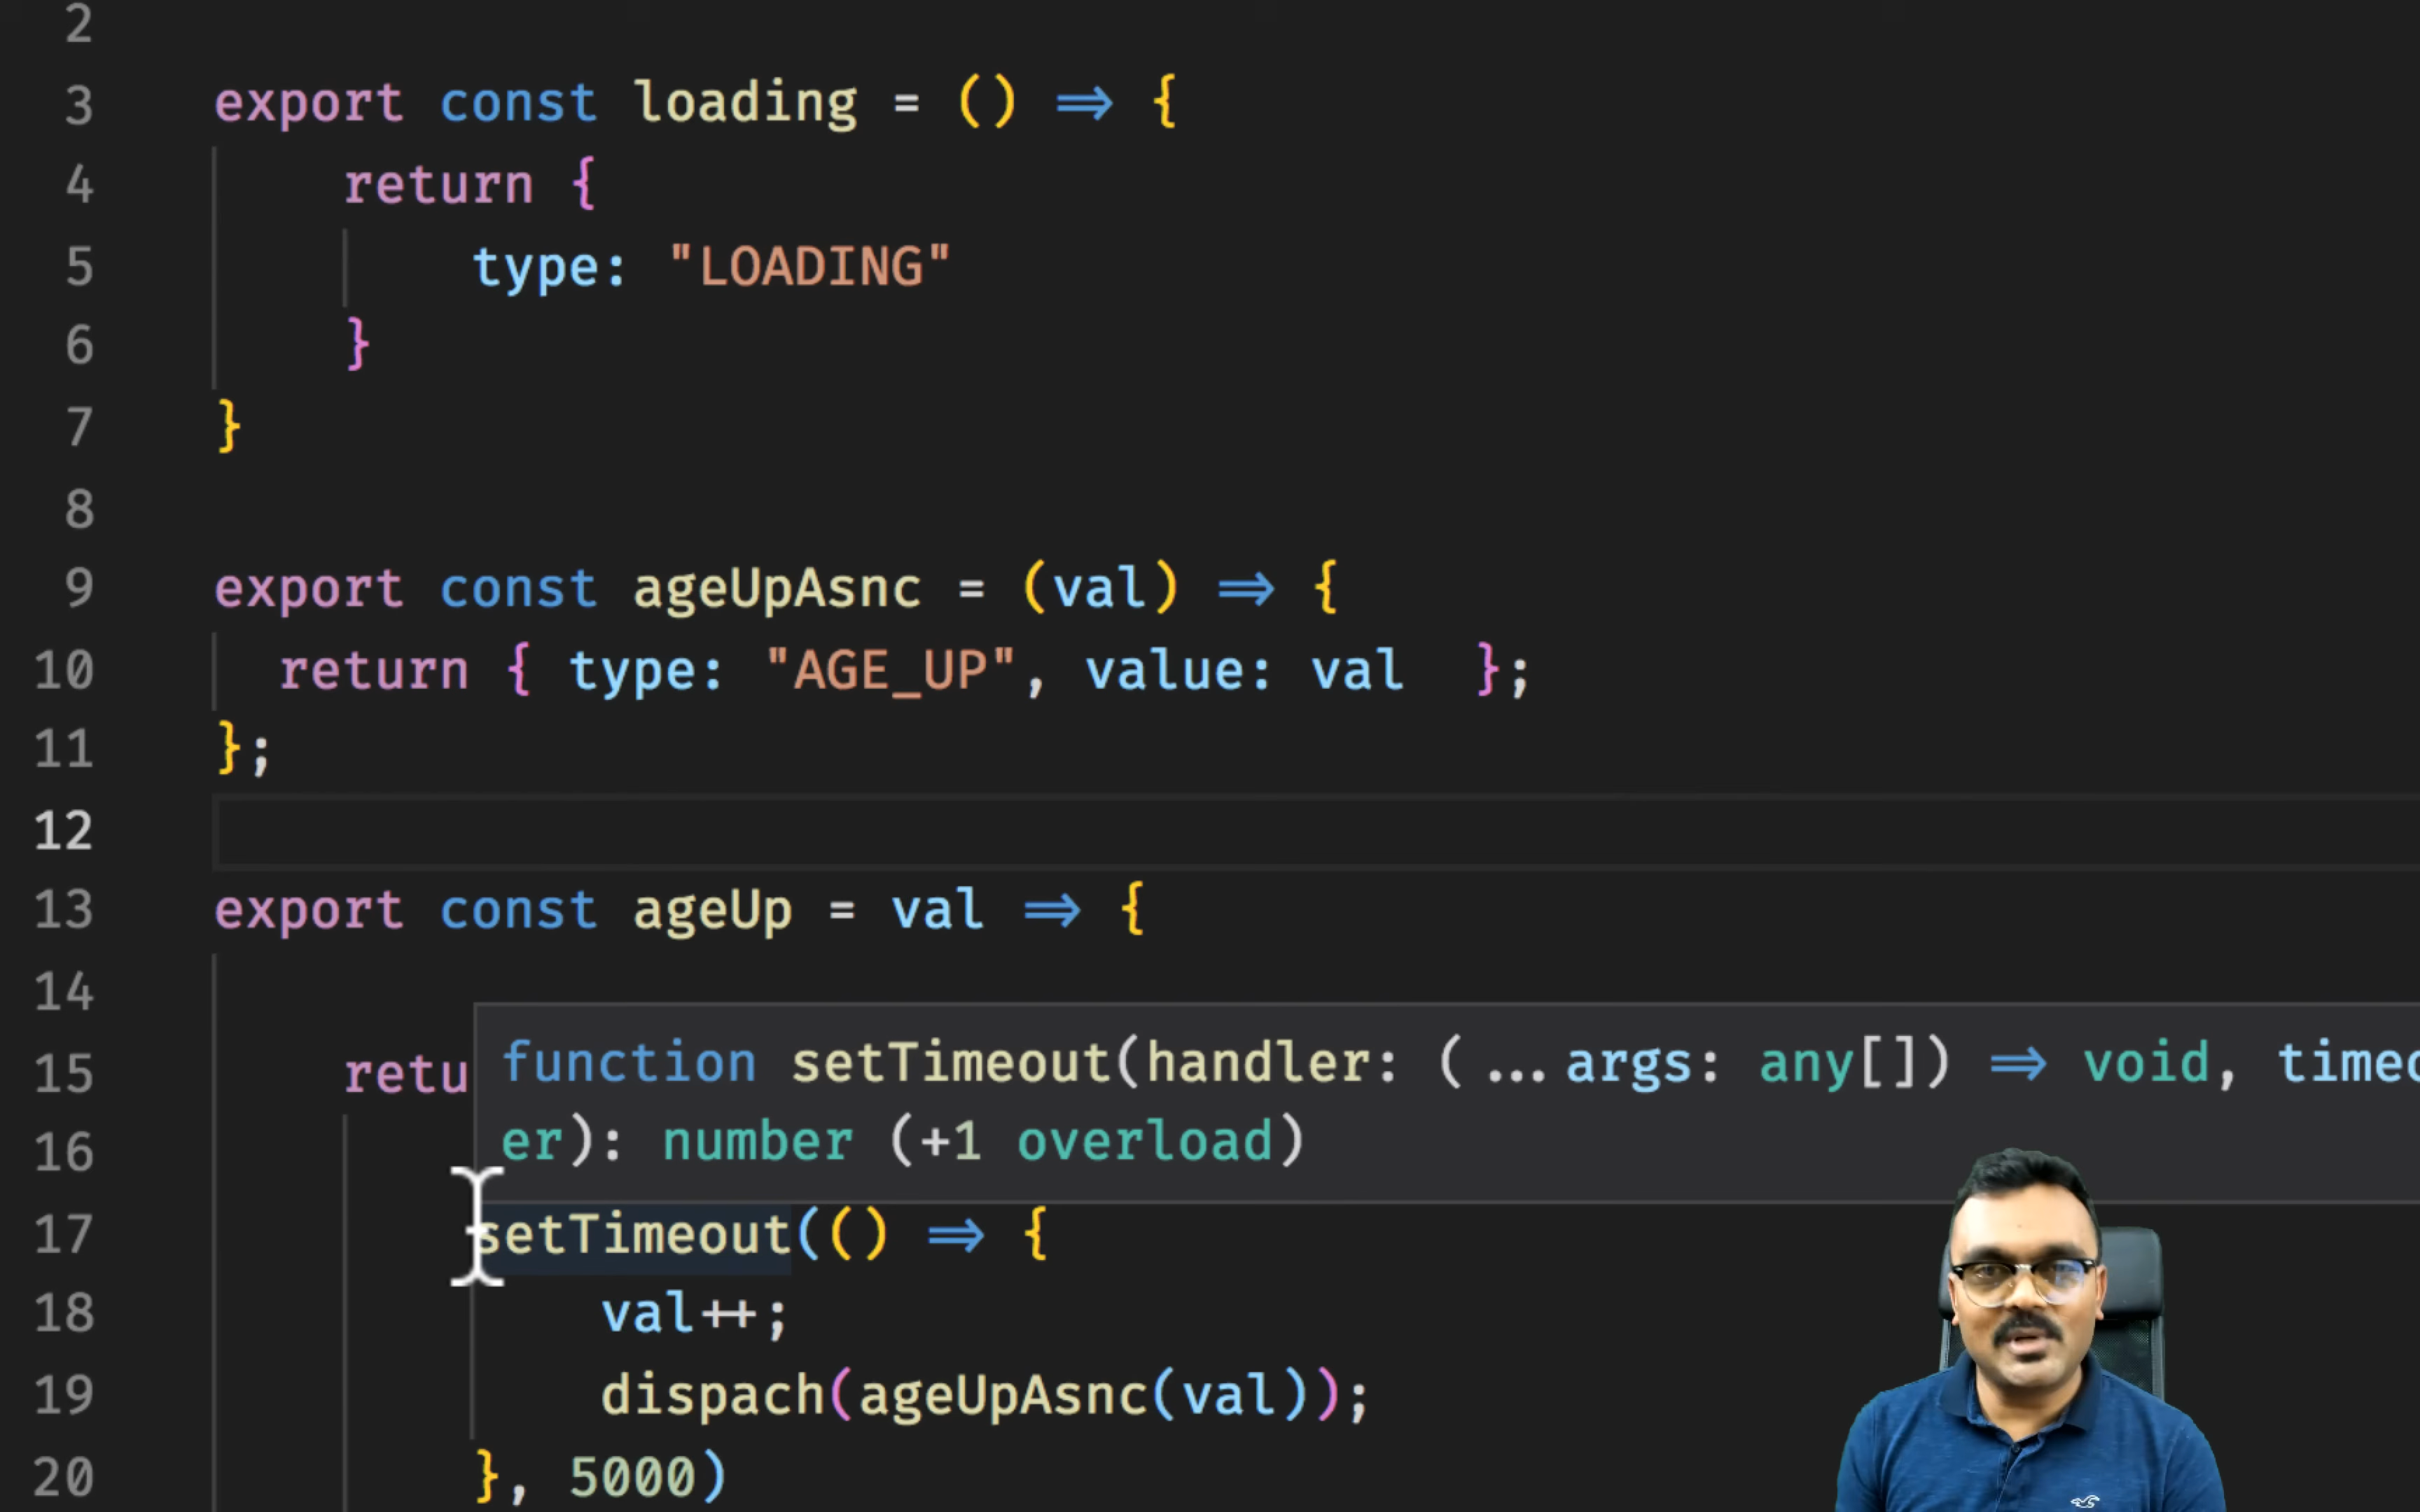 2
3 export const loading = () => {
4 return {
5 type: "LOADING"
6 }
7 }
8
9 export const ageUpAsnc = (val) => {
10 return { type: "AGE_UP", value: val };
11 };
12
13 export const ageUp = val => {
14
function setTimeout(handler: (...args: any[]) => void, timeo
15 retu
er): number (+1 overload)
16
17 setTimeout(() => {
18 val++;
19 dispach(ageUpAsnc(val));
20 }, 5000)